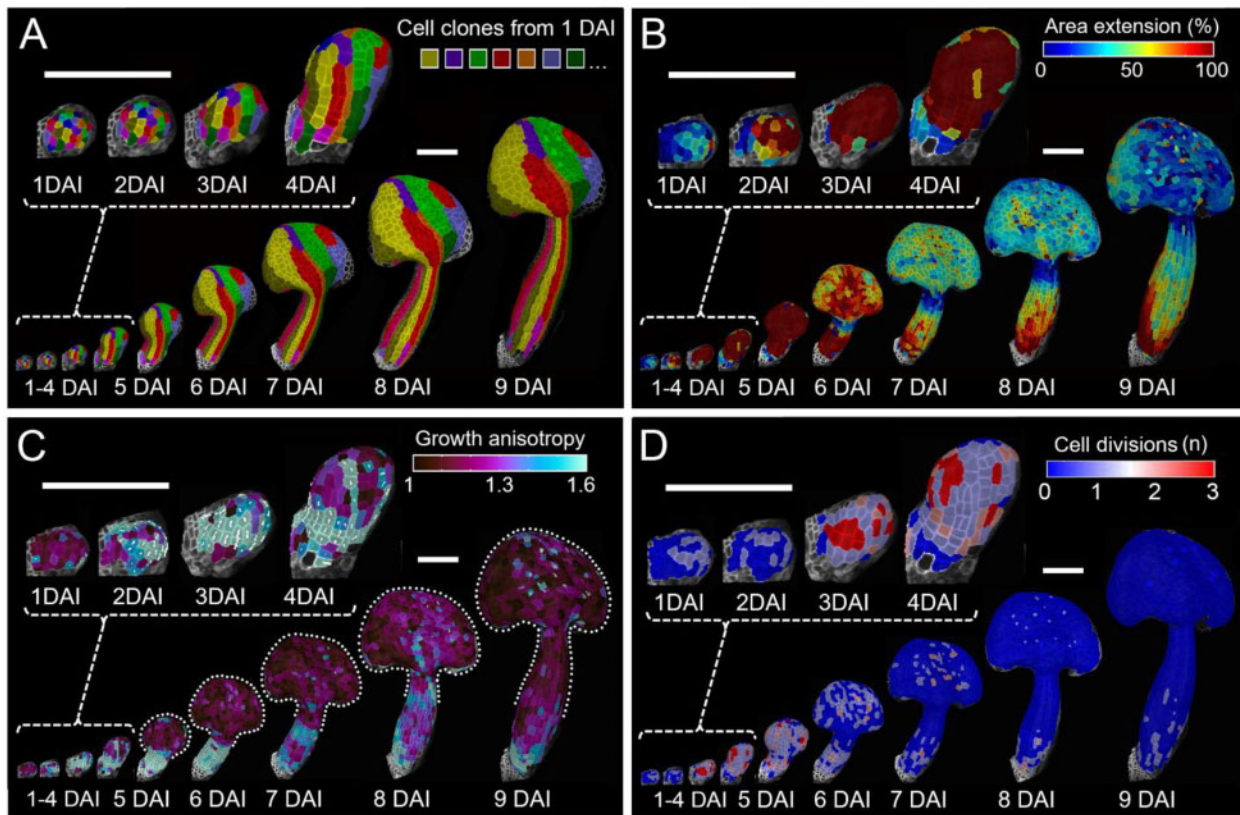 A
Cell clones from 1 DAI
...
1DAI 2DAI 3DAI 4DAI
1-4 DAI 5 DAI 6 DAI 7 DAI 8 DAI 9 DAI
B
Area extension (%)
0 50 100
1DAI 2DAI 3DAI 4DAI
1-4 DAI 5 DAI 6 DAI 7 DAI 8 DAI 9 DAI
C
Growth anisotropy
1 1.3 1.6
1DAI 2DAI 3DAI 4DAI
1-4 DAI 5 DAI 6 DAI 7 DAI 8 DAI 9 DAI
D
Cell divisions (n)
0 1 2 3
1DAI 2DAI 3DAI 4DAI
1-4 DAI 5 DAI 6 DAI 7 DAI 8 DAI 9 DAI